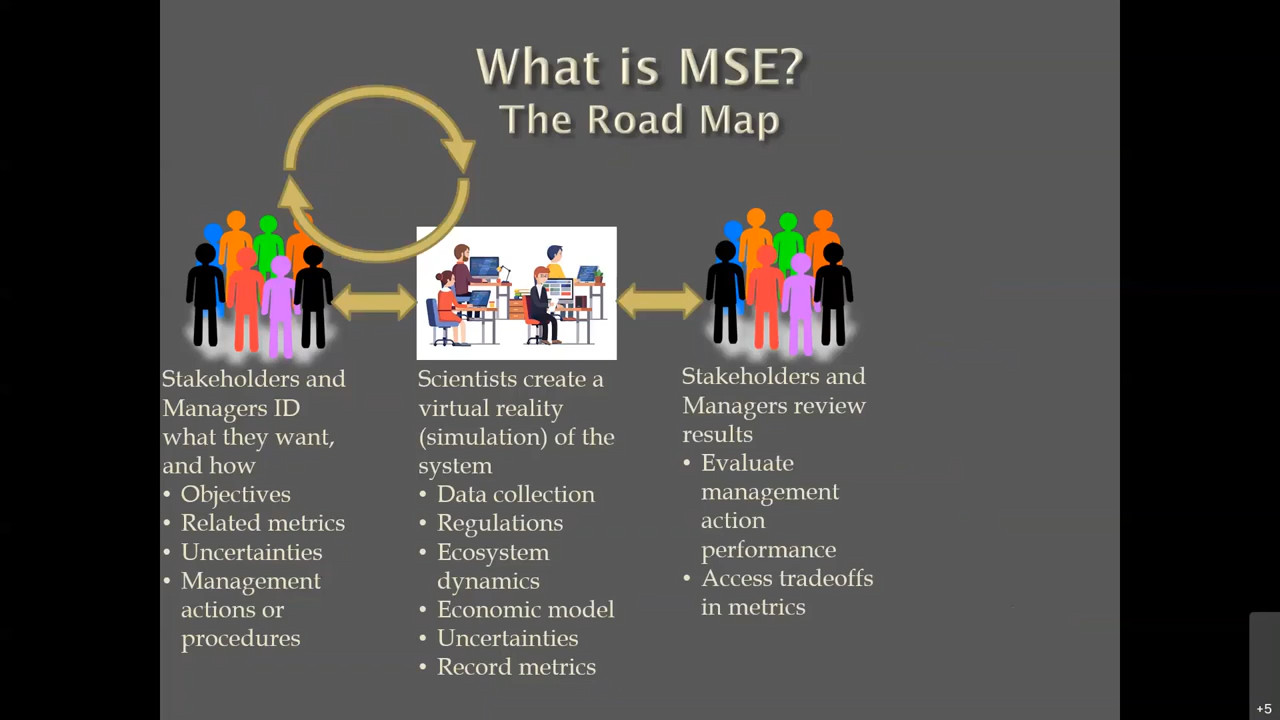 What is MSE?
The Road Map
Stakeholders and
Managers ID
what they want,
and how
• Objectives
• Related metrics
• Uncertainties
• Management
actions or
procedures
Scientists create a
virtual reality
(simulation) of the
system
• Data collection
• Regulations
• Ecosystem
dynamics
• Economic model
• Uncertainties
• Record metrics
Stakeholders and
Managers review
results
• Evaluate
management
action
performance
• Access tradeoffs
in metrics
+5